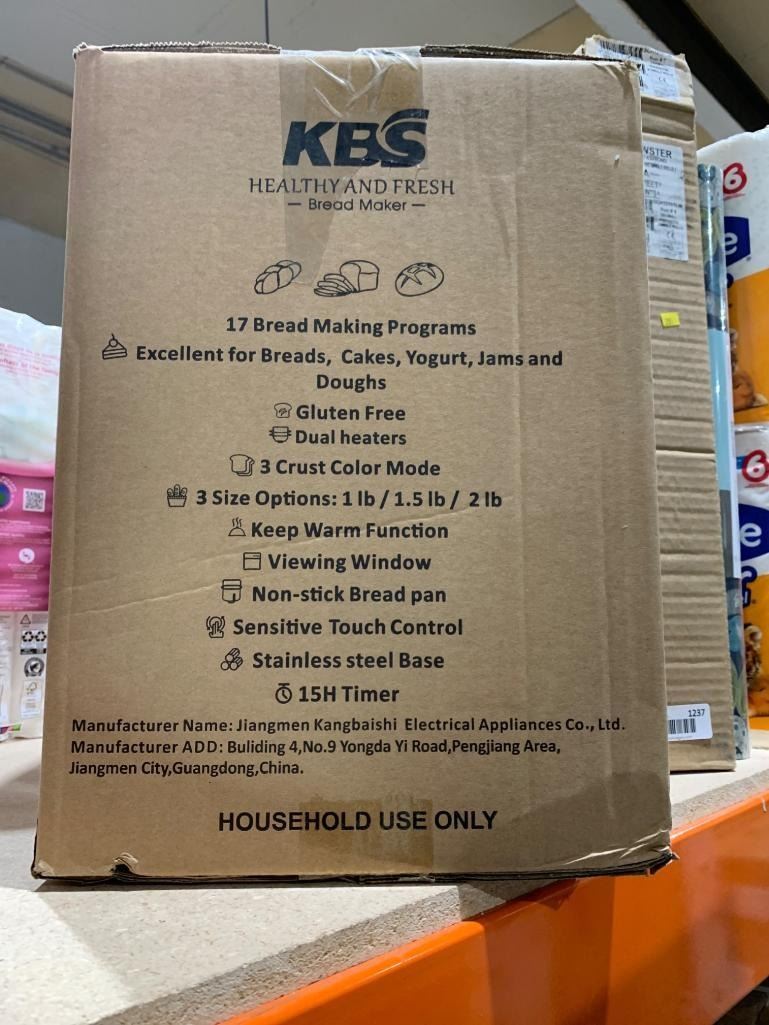 KBS
HEALTHY AND FRESH
— Bread Maker —
17 Bread Making Programs
Excellent for Breads, Cakes, Yogurt, Jams and
Doughs
Gluten Free
Dual heaters
3 Crust Color Mode
3 Size Options: 1 lb / 1.5 lb / 2 lb
Keep Warm Function
Viewing Window
Non-stick Bread pan
Sensitive Touch Control
Stainless steel Base
15H Timer
Manufacturer Name: Jiangmen Kangbaishi Electrical Appliances Co., Ltd.
Manufacturer ADD: Buliding 4,No.9 Yongda Yi Road,Pengjiang Area,
Jiangmen City,Guangdong,China.
HOUSEHOLD USE ONLY
1237
6
e
6
e